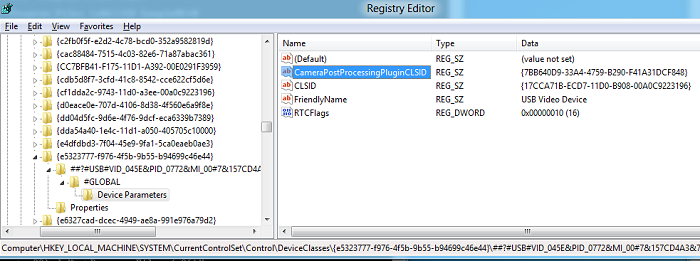 Registry Editor
File Edit View Favorites Help
{c2fb0f5f-e2d2-4c78-bcd0-352a9582819d}
{cac88484-7515-4c03-82e6-71a87abac361}
{CC7BFB41-F175-11D1-A392-00E0291F3959}
{cdb5d8f7-3cfd-41c8-8542-cce622cf5d6e}
{cf1dda2c-9743-11d0-a3ee-00a0c9223196}
{d0eace0e-707d-4106-8d38-4f560e6a9f8e}
{dd04d5fc-9d6e-4f76-9dcf-eca6339b7389}
{dda54a40-1e4c-11d1-a050-405705c10000}
{e4dfdbd3-7f04-45e9-9fa1-5ca0eaeb0ae3}
{e5323777-f976-4f5b-9b55-b94699c46e44}
##?#USB#VID_045E&PID_0772&MI_00#7&157CD4A
#GLOBAL
Device Parameters
Properties
{e6327cad-dcec-4949-ae8a-991e976a79d2}
Name Type Data
(Default) REG_SZ (value not set)
CameraPostProcessingPluginCLSID REG_SZ {7BB640D9-33A4-4759-B290-F41A31DCF848}
CLSID REG_SZ {17CCA71B-ECD7-11D0-B908-00A0C9223196}
FriendlyName REG_SZ USB Video Device
RTCFlags REG_DWORD 0x00000010 (16)
Computer\HKEY_LOCAL_MACHINE\SYSTEM\CurrentControlSet\Control\DeviceClasses\{e5323777-f976-4f5b-9b55-b94699c46e44}\##?#USB#VID_045E&PID_0772&MI_00#7&157CD4A3&